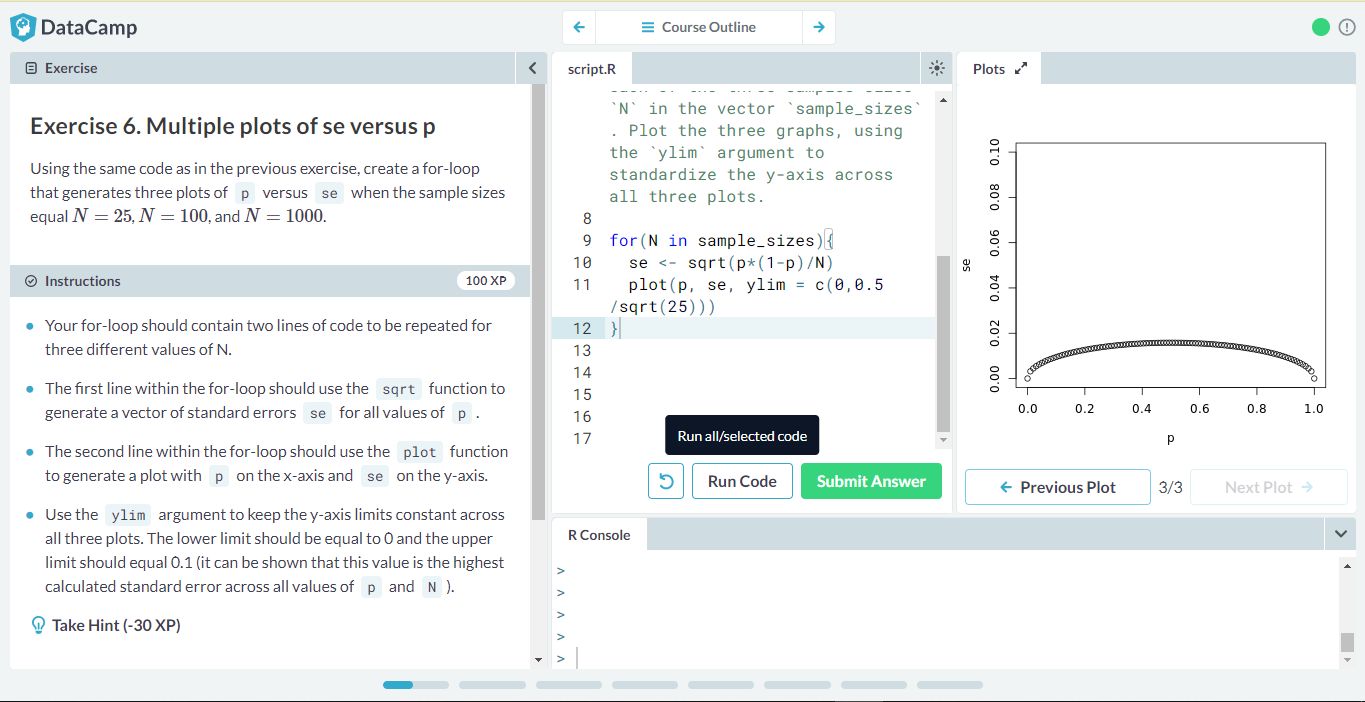 DataCamp
Course Outline
Exercise
Exercise 6. Multiple plots of se versus p
Using the same code as in the previous exercise, create a for-loop
that generates three plots of p versus se when the sample sizes
equal N = 25, N = 100, and N = 1000.
Instructions
100 XP
Your for-loop should contain two lines of code to be repeated for
three different values of N.
The first line within the for-loop should use the sqrt function to
generate a vector of standard errors se for all values of p .
The second line within the for-loop should use the plot function
to generate a plot with p on the x-axis and se on the y-axis.
Use the ylim argument to keep the y-axis limits constant across
all three plots. The lower limit should be equal to 0 and the upper
limit should equal 0.1 (it can be shown that this value is the highest
calculated standard error across all values of p and N ).
Take Hint (-30 XP)
script.R
`N` in the vector `sample_sizes`
. Plot the three graphs, using
the `ylim` argument to
standardize the y-axis across
all three plots.
8
9 for(N in sample_sizes){
10 se <- sqrt(p*(1-p)/N)
11 plot(p, se, ylim = c(0,0.5
/sqrt(25)))
12 }
13
14
15
16
17
Run all/selected code
Run Code
Submit Answer
R Console
>
>
>
>
>
Plots
0.10
0.08
0.06
0.04
0.02
0.00
se
0.0 0.2 0.4 0.6 0.8 1.0
p
Previous Plot
3/3
Next Plot